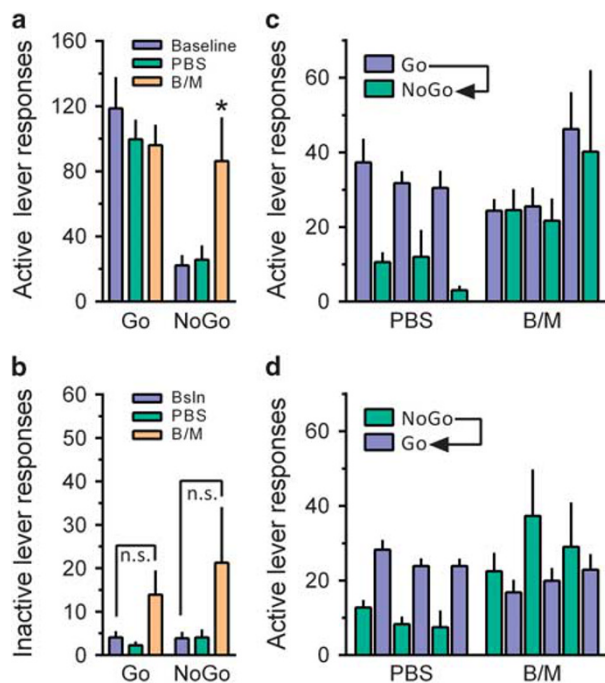 a
Active lever responses
160
120
80
40
0
Baseline
PBS
B/M
*
Go NoGo
b
Inactive lever responses
60
50
40
30
20
10
0
Bsln
PBS
B/M
n.s.
n.s.
Go NoGo
c
Active lever responses
60
40
20
0
Go
NoGo
PBS B/M
d
Active lever responses
60
40
20
0
NoGo
Go
PBS B/M